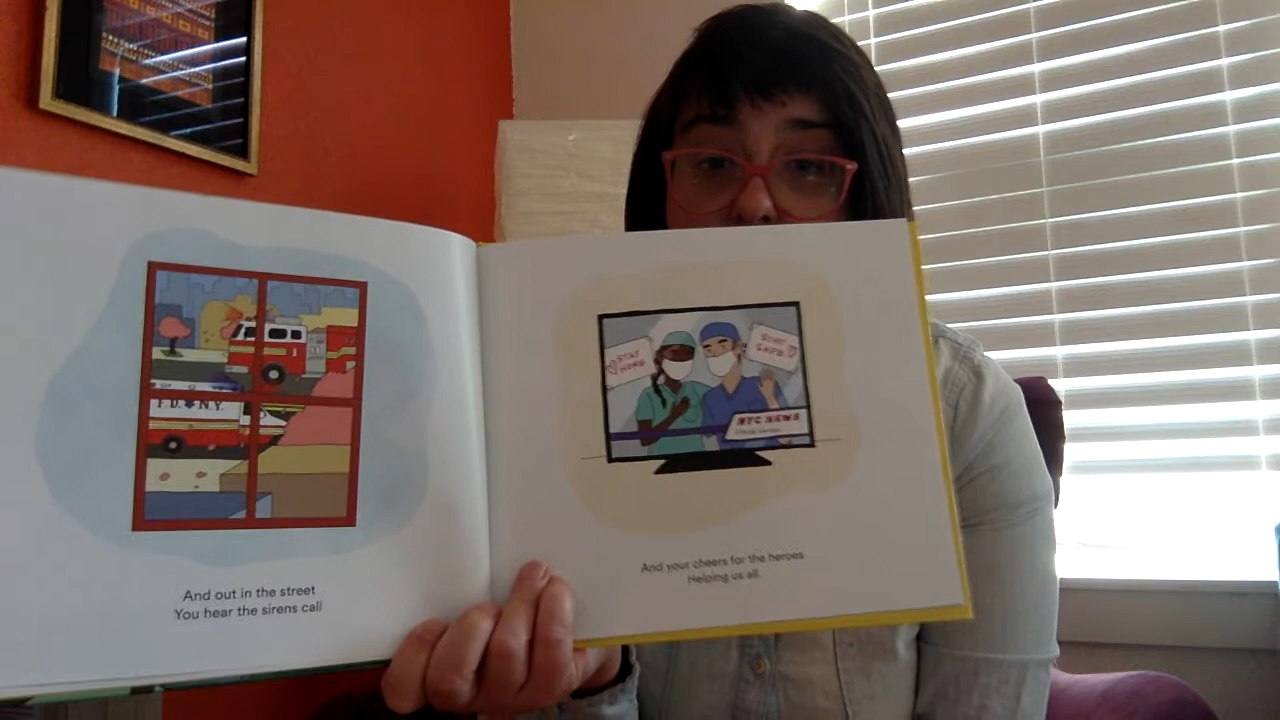 F.D.N.Y.
And out in the street
You hear the sirens call
STAY
HOME
STAY
SAFE
NYC NEWS
And your cheers for the heroes
Helping us all.